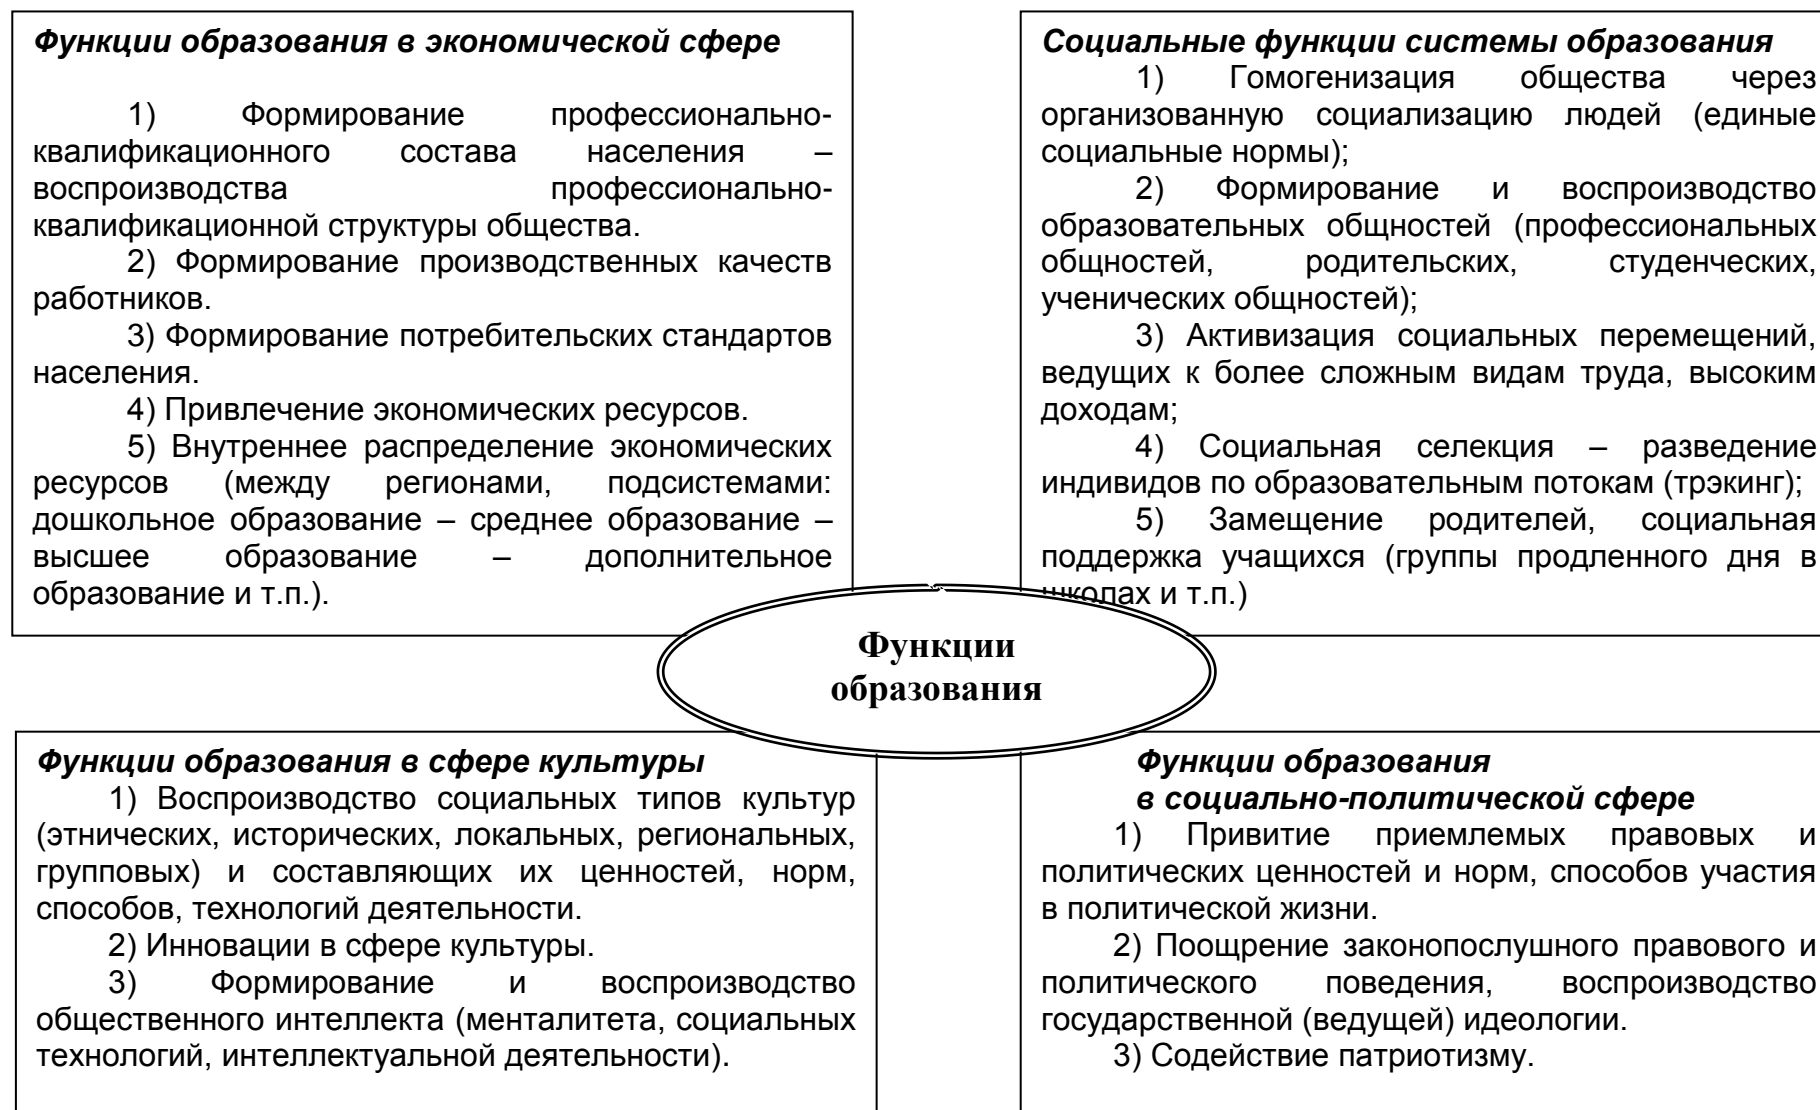 Функции образования в экономической сфере
1) Формирование профессионально-
квалификационного состава населения –
воспроизводства профессионально-
квалификационной структуры общества.
2) Формирование производственных качеств
работников.
3) Формирование потребительских стандартов
населения.
4) Привлечение экономических ресурсов.
5) Внутреннее распределение экономических
ресурсов (между регионами, подсистемами:
дошкольное образование – среднее образование –
высшее образование – дополнительное
образование и т.п.).
Социальные функции системы образования
1) Гомогенизация общества через
организованную социализацию людей (единые
социальные нормы);
2) Формирование и воспроизводство
образовательных общностей (профессиональных
общностей, родительских, студенческих,
ученических общностей);
3) Активизация социальных перемещений,
ведущих к более сложным видам труда, высоким
доходам;
4) Социальная селекция – разведение
индивидов по образовательным потокам (трэкинг);
5) Замещение родителей, социальная
поддержка учащихся (группы продленного дня в
школах и т.п.)
Функции
образования
Функции образования в сфере культуры
1) Воспроизводство социальных типов культур
(этнических, исторических, локальных, региональных,
групповых) и составляющих их ценностей, норм,
способов, технологий деятельности.
2) Инновации в сфере культуры.
3) Формирование и воспроизводство
общественного интеллекта (менталитета, социальных
технологий, интеллектуальной деятельности).
Функции образования
в социально-политической сфере
1) Привитие приемлемых правовых и
политических ценностей и норм, способов участия
в политической жизни.
2) Поощрение законопослушного правового и
политического поведения, воспроизводство
государственной (ведущей) идеологии.
3) Содействие патриотизму.